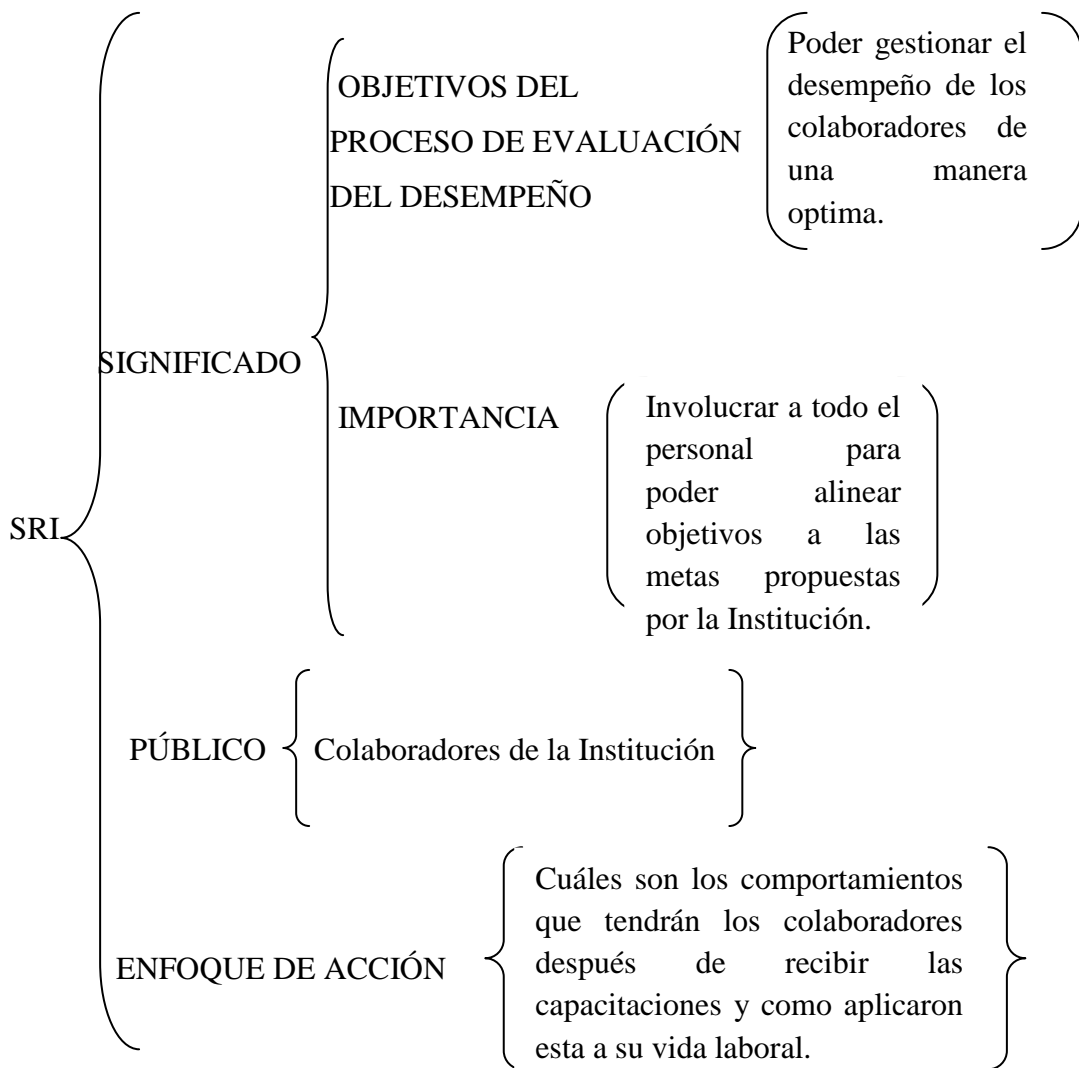 SRI
SIGNIFICADO
OBJETIVOS DEL
PROCESO DE EVALUACIÓN
DEL DESEMPEÑO
Poder gestionar el
desempeño de los
colaboradores de
una manera
optima.
IMPORTANCIA
Involucrar a todo el
personal para
poder alinear
objetivos a las
metas propuestas
por la Institución.
PÚBLICO
Colaboradores de la Institución
ENFOQUE DE ACCIÓN
Cuáles son los comportamientos
que tendrán los colaboradores
después de recibir las
capacitaciones y como aplicaron
esta a su vida laboral.